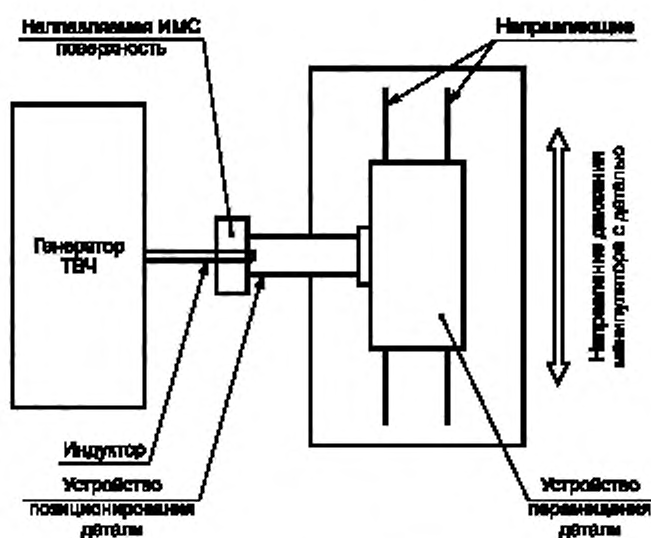 Наплавляемая ИМС
поверхность
Направляющие
Генератор
ТВЧ
Направление движения
манипулятора с деталью
Индуктор
Устройство
позиционирования
детали
Устройство
перемещения
детали